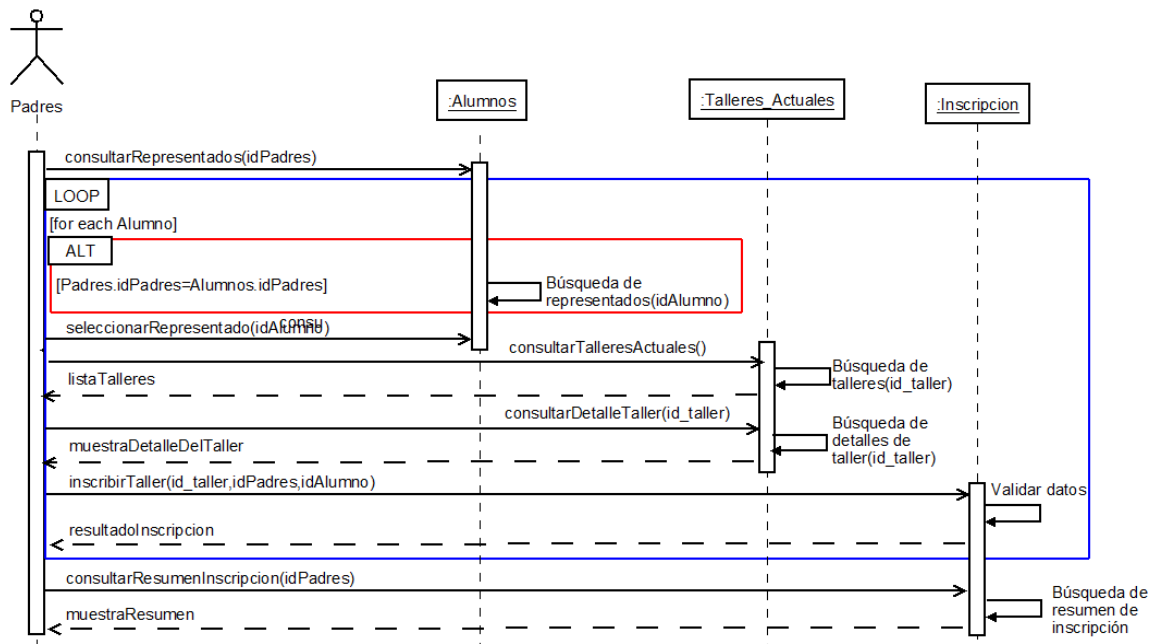 Padres
:Alumnos
:Talleres_Actuales
:Inscripcion
consultarRepresentados(idPadres)
LOOP
[for each Alumno]
ALT
[Padres.idPadres=Alumnos.idPadres]
Búsqueda de
representados(idAlumno)
consu
seleccionarRepresentado(idAlumno)
consultarTalleresActuales()
Búsqueda de
talleres(id_taller)
listaTalleres
consultarDetalleTaller(id_taller)
Búsqueda de
detalles de
taller(id_taller)
muestraDetalleDelTaller
inscribirTaller(id_taller,idPadres,idAlumno)
Validar datos
resultadoInscripcion
consultarResumenInscripcion(idPadres)
Búsqueda de
resumen de
inscripción
muestraResumen